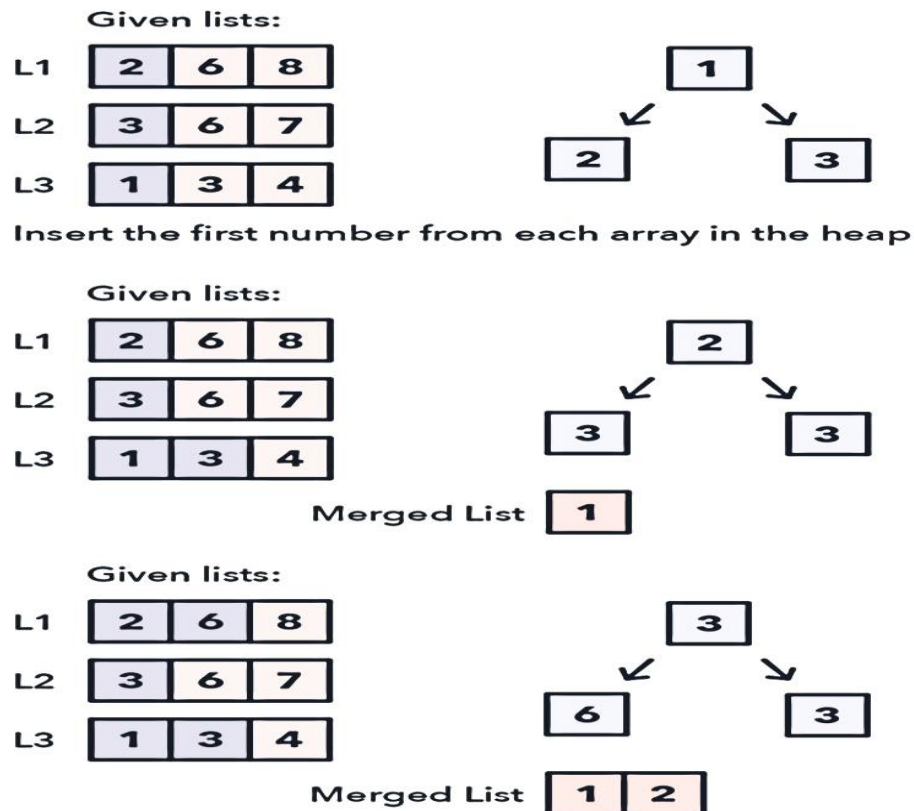 Given lists:
L1 2 6 8
1
L2 3 6 7
2 3
L3 1 3 4
Insert the first number from each array in the heap
Given lists:
L1 2 6 8
2
L2 3 6 7
3 3
L3 1 3 4
Merged List 1
Given lists:
L1 2 6 8
3
L2 3 6 7
6 3
L3 1 3 4
Merged List 1 2